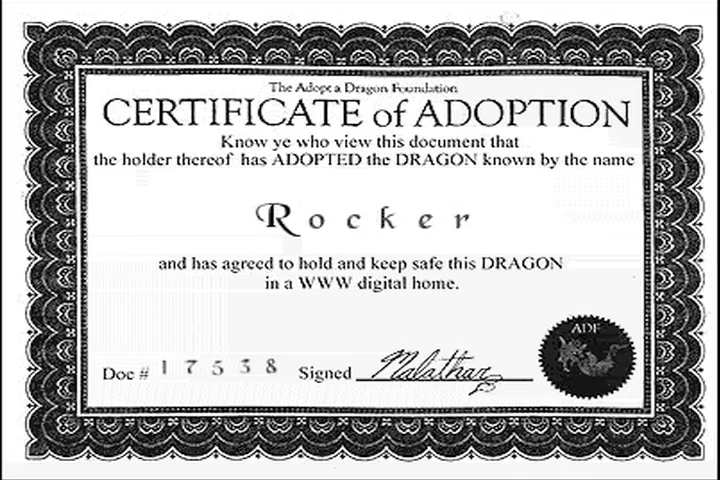 The Adopt a Dragon Foundation
CERTIFICATE of ADOPTION
Know ye who view this document that
the holder thereof has ADOPTED the DRAGON known by the name
Rocker
and has agreed to hold and keep safe this DRAGON
in a WWW digital home.
ADF
Doc # 17538 Signed Malathar